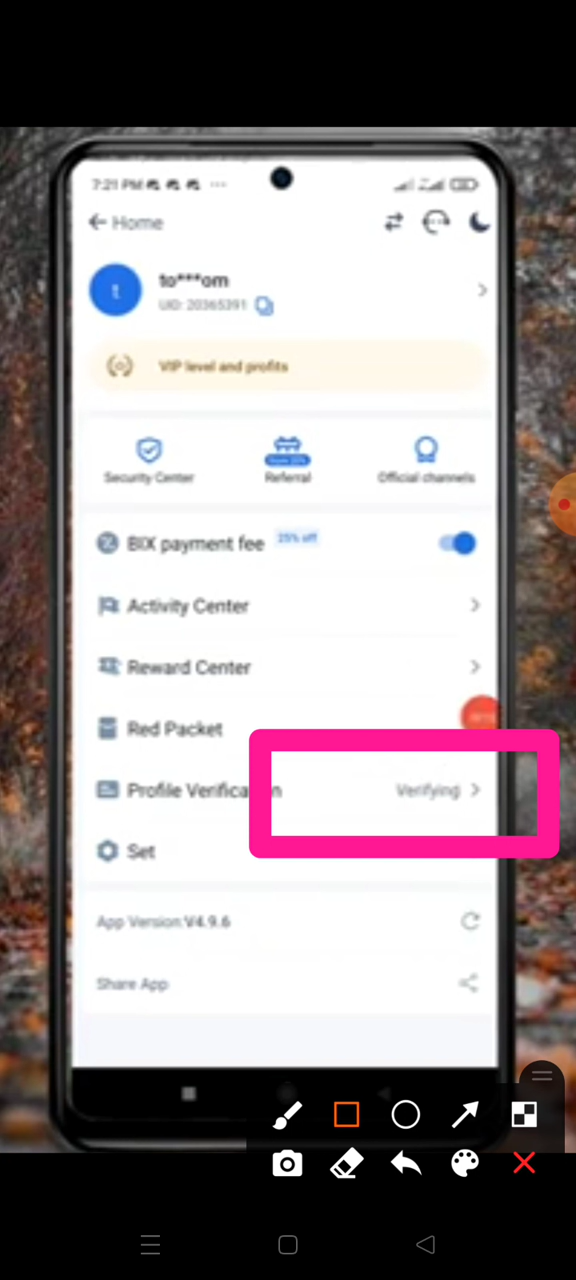 7:21 PM
Home
t
to***om
UID: 20365391
VIP level and profits
Security Center
Referral
Official channels
BIX payment fee 25% off
Activity Center
Reward Center
Red Packet
Profile Verification Verifying
Set
App Version:V4.9.6
Share App